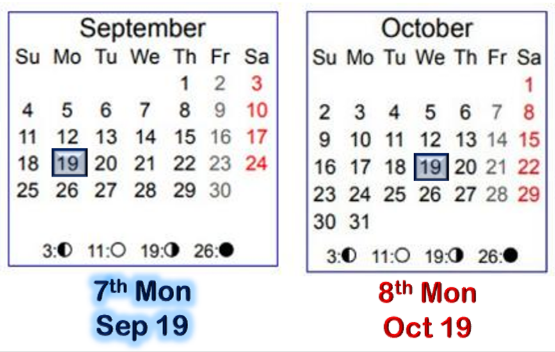 September
Su Mo Tu We Th Fr Sa
1 2 3
4 5 6 7 8 9 10
11 12 13 14 15 16 17
18 19 20 21 22 23 24
25 26 27 28 29 30
3:◐ 11:○ 19:◑ 26:●
7th Mon
Sep 19
October
Su Mo Tu We Th Fr Sa
1
2 3 4 5 6 7 8
9 10 11 12 13 14 15
16 17 18 19 20 21 22
23 24 25 26 27 28 29
30 31
3:◐ 11:○ 19:◑ 26:●
8th Mon
Oct 19